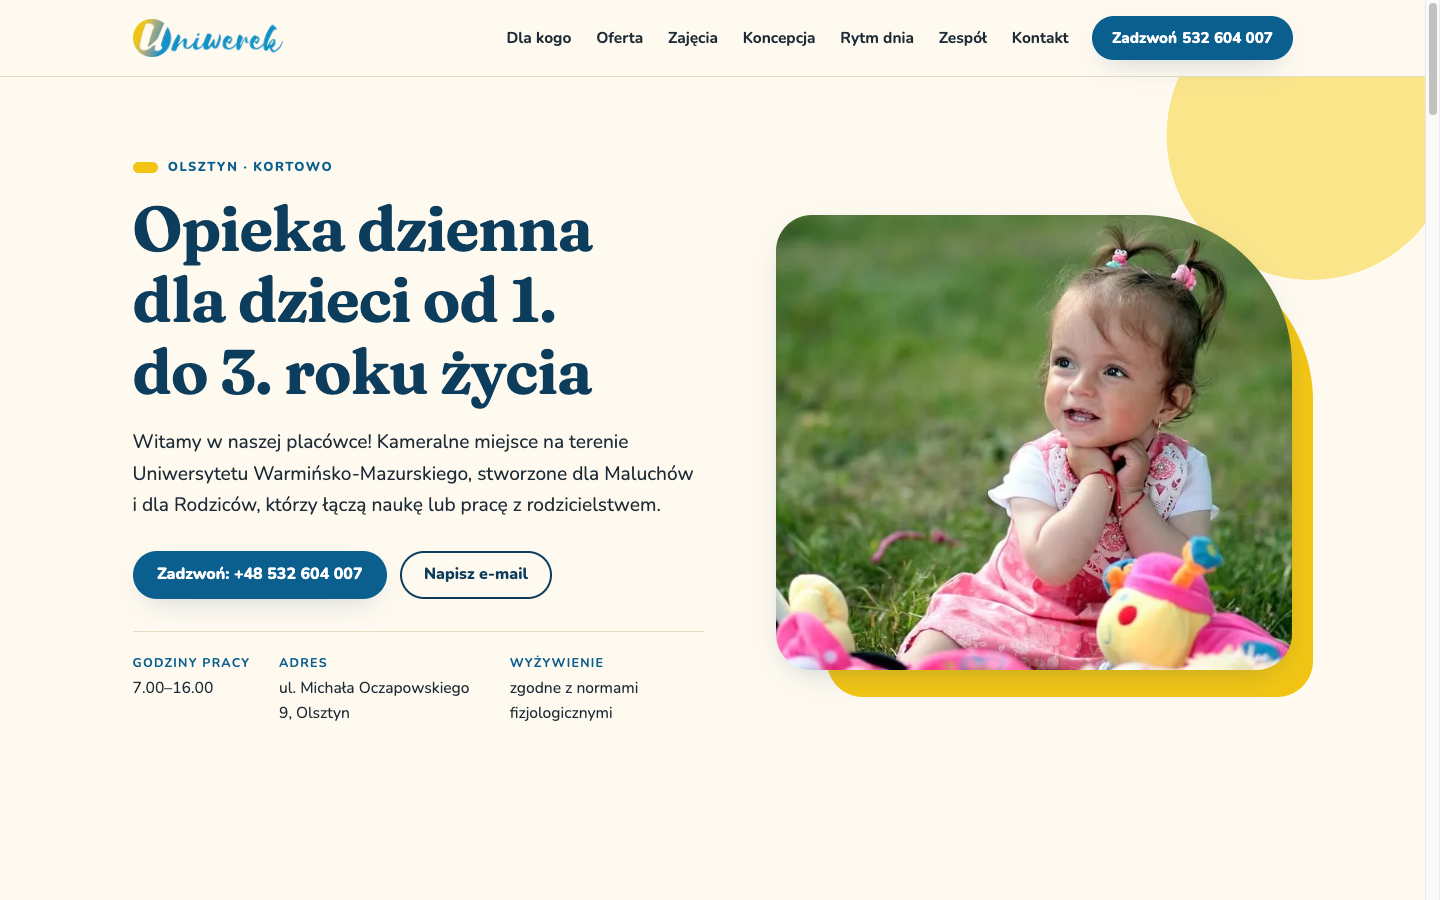 Uniwerek
Dla kogo
Oferta
Zajęcia
Koncepcja
Rytm dnia
Zespół
Kontakt
Zadzwoń 532 604 007
OLSZTYN · KORTOWO
Opieka dzienna
dla dzieci od 1.
do 3. roku życia
Witamy w naszej placówce! Kameralne miejsce na terenie
Uniwersytetu Warmińsko-Mazurskiego, stworzone dla Maluchów
i dla Rodziców, którzy łączą naukę lub pracę z rodzicielstwem.
Zadzwoń: +48 532 604 007
Napisz e-mail
GODZINY PRACY
7.00–16.00
ADRES
ul. Michała Oczapowskiego
9, Olsztyn
WYŻYWIENIE
zgodne z normami
fizjologicznymi